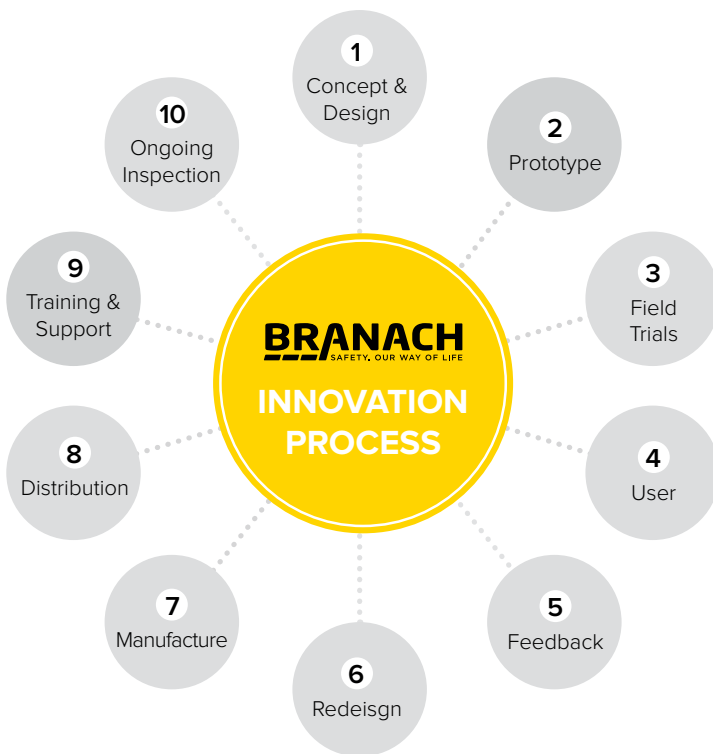 BRANACH
SAFETY. OUR WAY OF LIFE
INNOVATION
PROCESS
1
Concept &
Design
2
Prototype
3
Field
Trials
4
User
5
Feedback
6
Redeisgn
7
Manufacture
8
Distribution
9
Training &
Support
10
Ongoing
Inspection